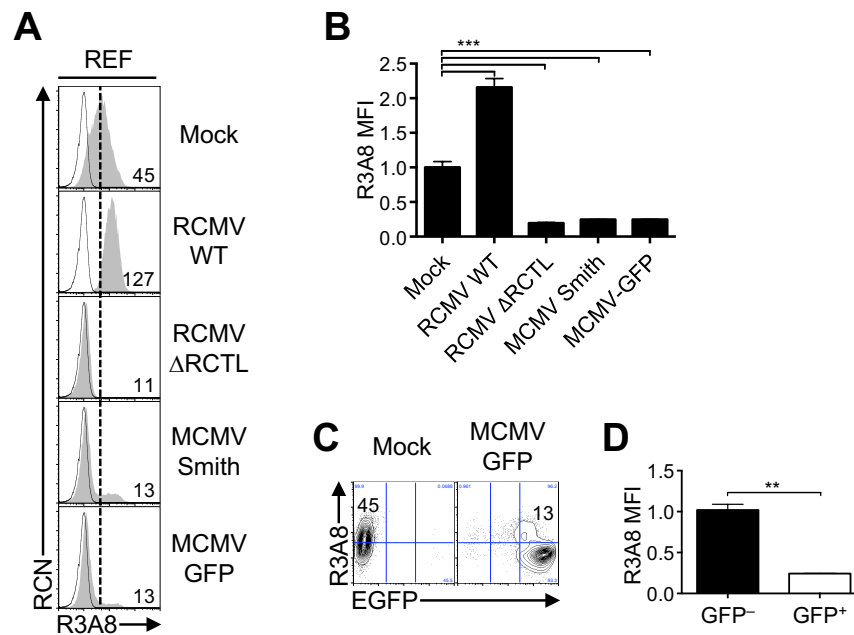 A
REF
Mock
45
RCMV
WT
127
RCMV
ΔRCTL
11
MCMV
Smith
13
MCMV
GFP
13
RCN
R3A8
B
***
R3A8 MFI
2.5
2.0
1.5
1.0
0.5
0.0
Mock
RCMV WT
RCMV ΔRCTL
MCMV Smith
MCMV-GFP
C
Mock
MCMV
GFP
45
13
R3A8
EGFP
D
**
R3A8 MFI
1.5
1.0
0.5
0.0
GFP–
GFP+